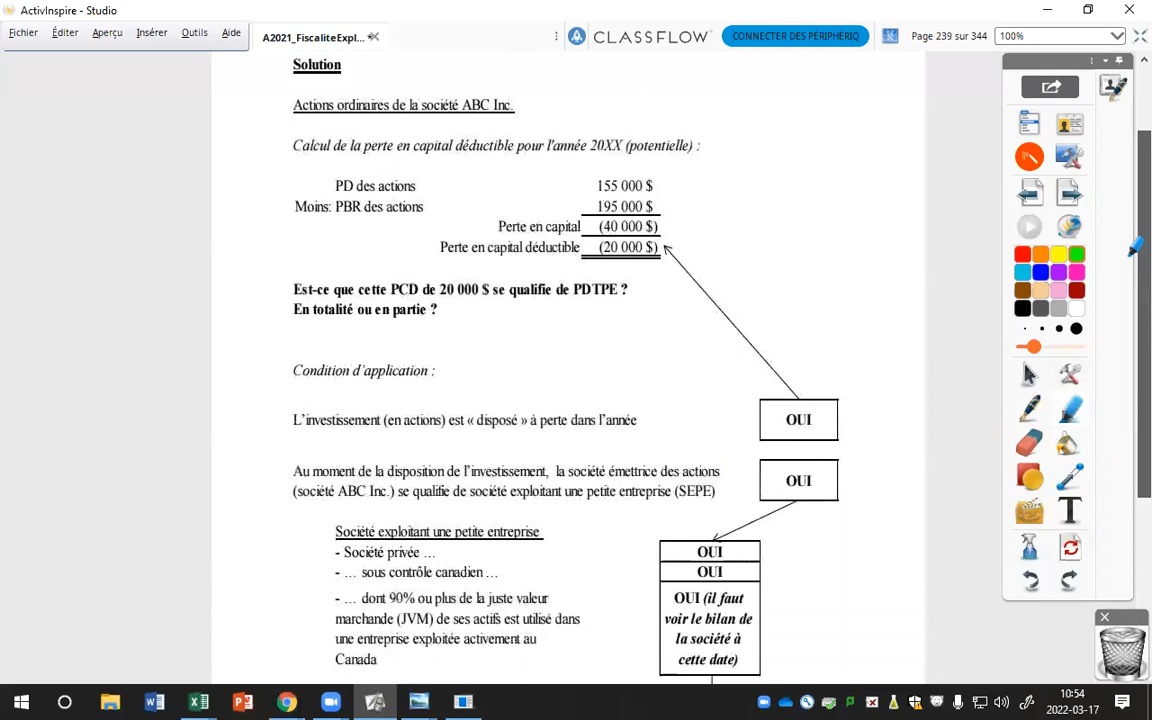 ActivInspire - Studio
Fichier Éditer Aperçu Insérer Outils Aide
A2021_FiscaliteExpl...
CLASSFLOW
CONNECTER DES PÉRIPHÉRIQ
Page 239 sur 344
100%
Solution
Actions ordinaires de la société ABC Inc.
Calcul de la perte en capital déductible pour l'année 20XX (potentielle) :
PD des actions 155 000 $
Moins: PBR des actions 195 000 $
Perte en capital (40 000 $)
Perte en capital déductible (20 000 $)
Est-ce que cette PCD de 20 000 $ se qualifie de PDTPE ?
En totalité ou en partie ?
Condition d'application :
L'investissement (en actions) est « disposé » à perte dans l'année
OUI
Au moment de la disposition de l'investissement, la société émettrice des actions
(société ABC Inc.) se qualifie de société exploitant une petite entreprise (SEPE)
OUI
Société exploitant une petite entreprise
- Société privée ...
OUI
- ... sous contrôle canadien ...
OUI
- ... dont 90% ou plus de la juste valeur
marchande (JVM) de ses actifs est utilisé dans
une entreprise exploitée activement au
Canada
OUI (il faut
voir le bilan de
la société à
cette date)
10:54
2022-03-17